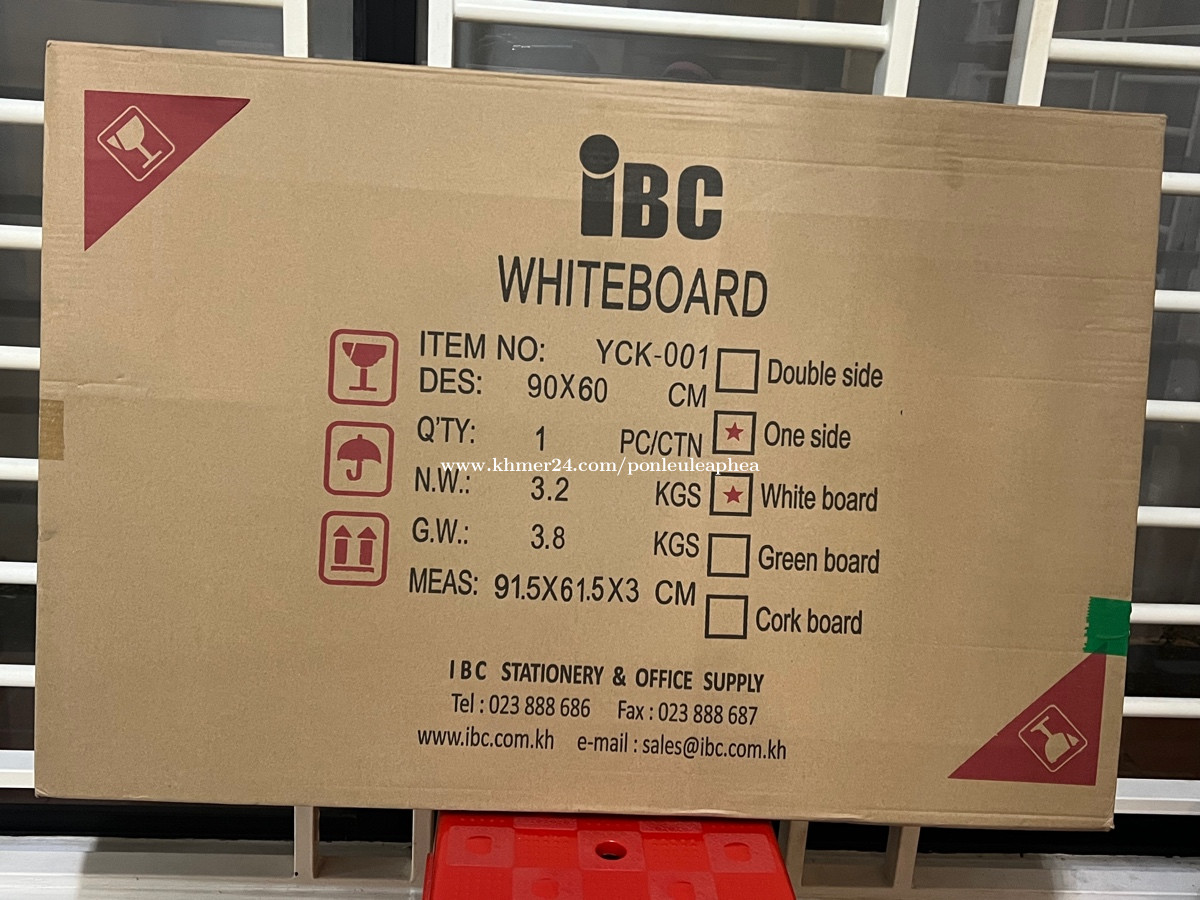 iBC
WHITEBOARD
ITEM NO: YCK-001
DES: 90X60 CM
Q'TY: 1 PC/CTN
N.W.: 3.2 KGS
G.W.: 3.8 KGS
MEAS: 91.5X61.5X3 CM
Double side
One side
White board
Green board
Cork board
www.khmer24.com/ponleuleaphea
IBC STATIONERY & OFFICE SUPPLY
Tel : 023 888 686 Fax : 023 888 687
www.ibc.com.kh e-mail : sales@ibc.com.kh